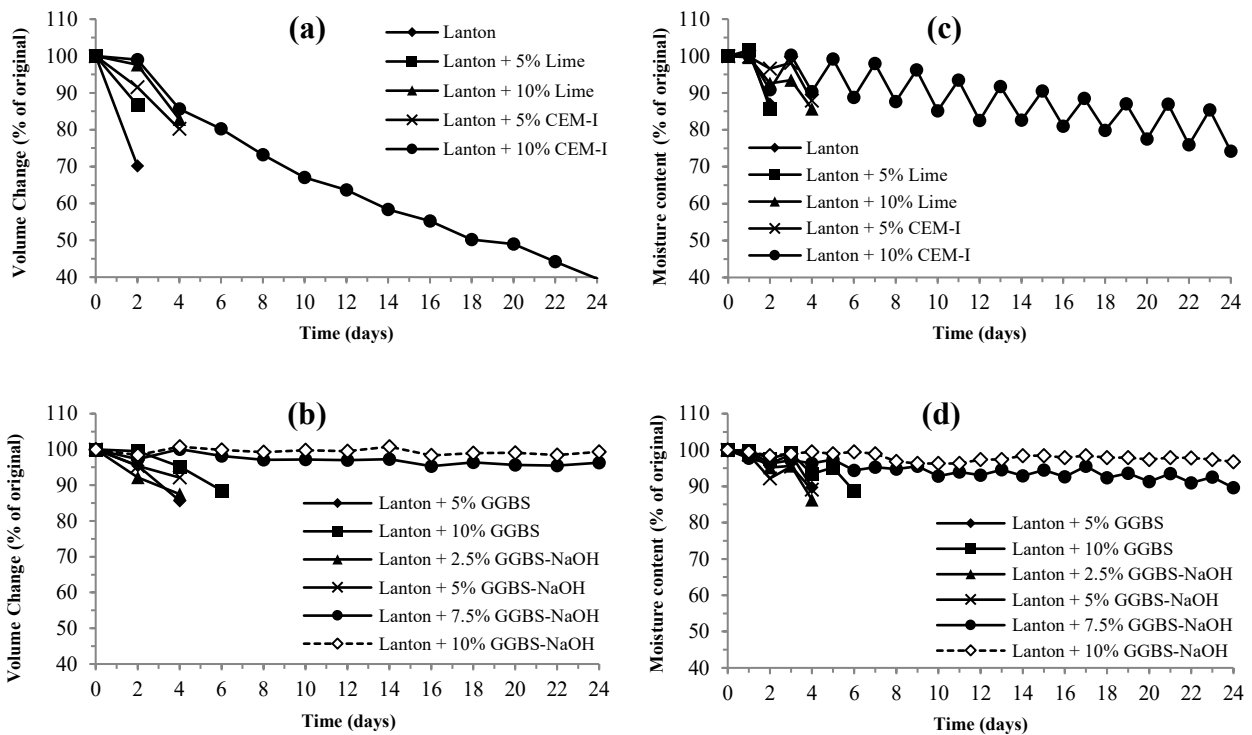 (a)
Volume Change (% of original)
110
100
90
80
70
60
50
40
0 2 4 6 8 10 12 14 16 18 20 22 24
Time (days)
Lanton
Lanton + 5% Lime
Lanton + 10% Lime
Lanton + 5% CEM-I
Lanton + 10% CEM-I
(c)
Moisture content (% of original)
110
100
90
80
70
60
50
40
0 2 4 6 8 10 12 14 16 18 20 22 24
Time (days)
Lanton
Lanton + 5% Lime
Lanton + 10% Lime
Lanton + 5% CEM-I
Lanton + 10% CEM-I
(b)
Volume Change (% of original)
110
100
90
80
70
60
50
40
0 2 4 6 8 10 12 14 16 18 20 22 24
Time (days)
Lanton + 5% GGBS
Lanton + 10% GGBS
Lanton + 2.5% GGBS-NaOH
Lanton + 5% GGBS-NaOH
Lanton + 7.5% GGBS-NaOH
Lanton + 10% GGBS-NaOH
(d)
Moisture content (% of original)
110
100
90
80
70
60
50
40
0 2 4 6 8 10 12 14 16 18 20 22 24
Time (days)
Lanton + 5% GGBS
Lanton + 10% GGBS
Lanton + 2.5% GGBS-NaOH
Lanton + 5% GGBS-NaOH
Lanton + 7.5% GGBS-NaOH
Lanton + 10% GGBS-NaOH